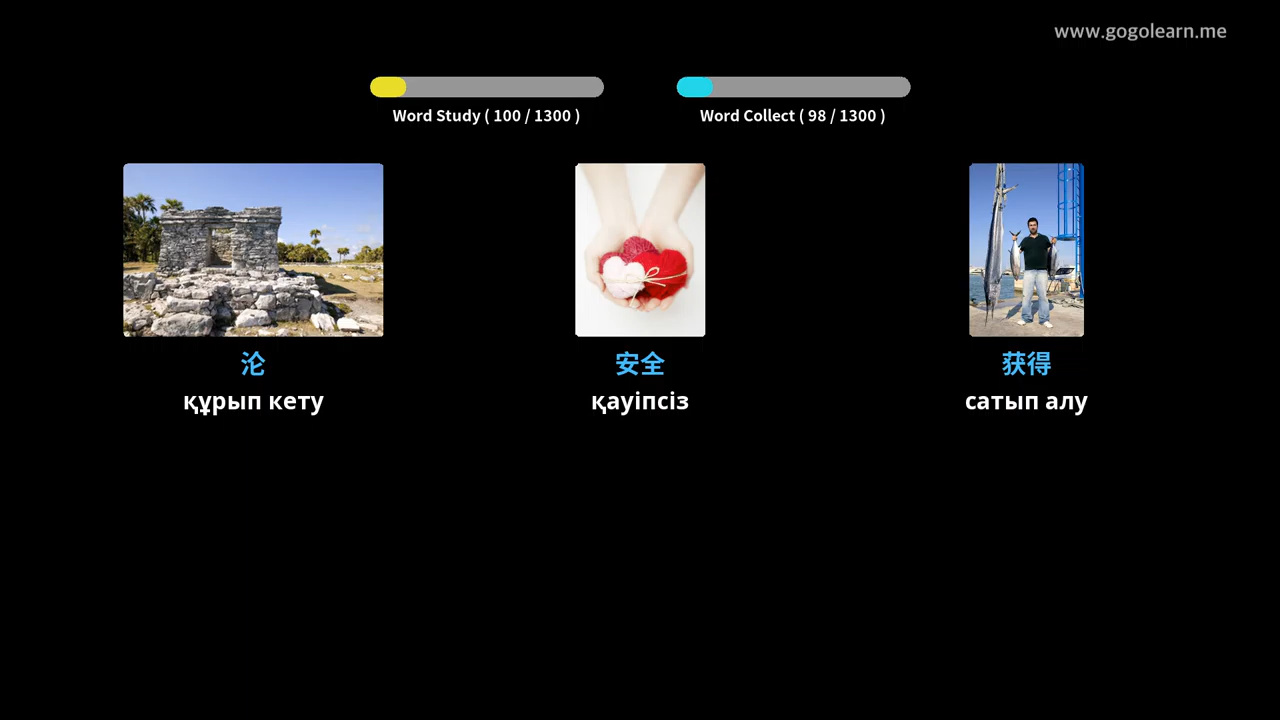 www.gogolearn.me
Word Study ( 100 / 1300 )
Word Collect ( 98 / 1300 )
沦
құрып кету
安全
қауіпсіз
获得
сатып алу